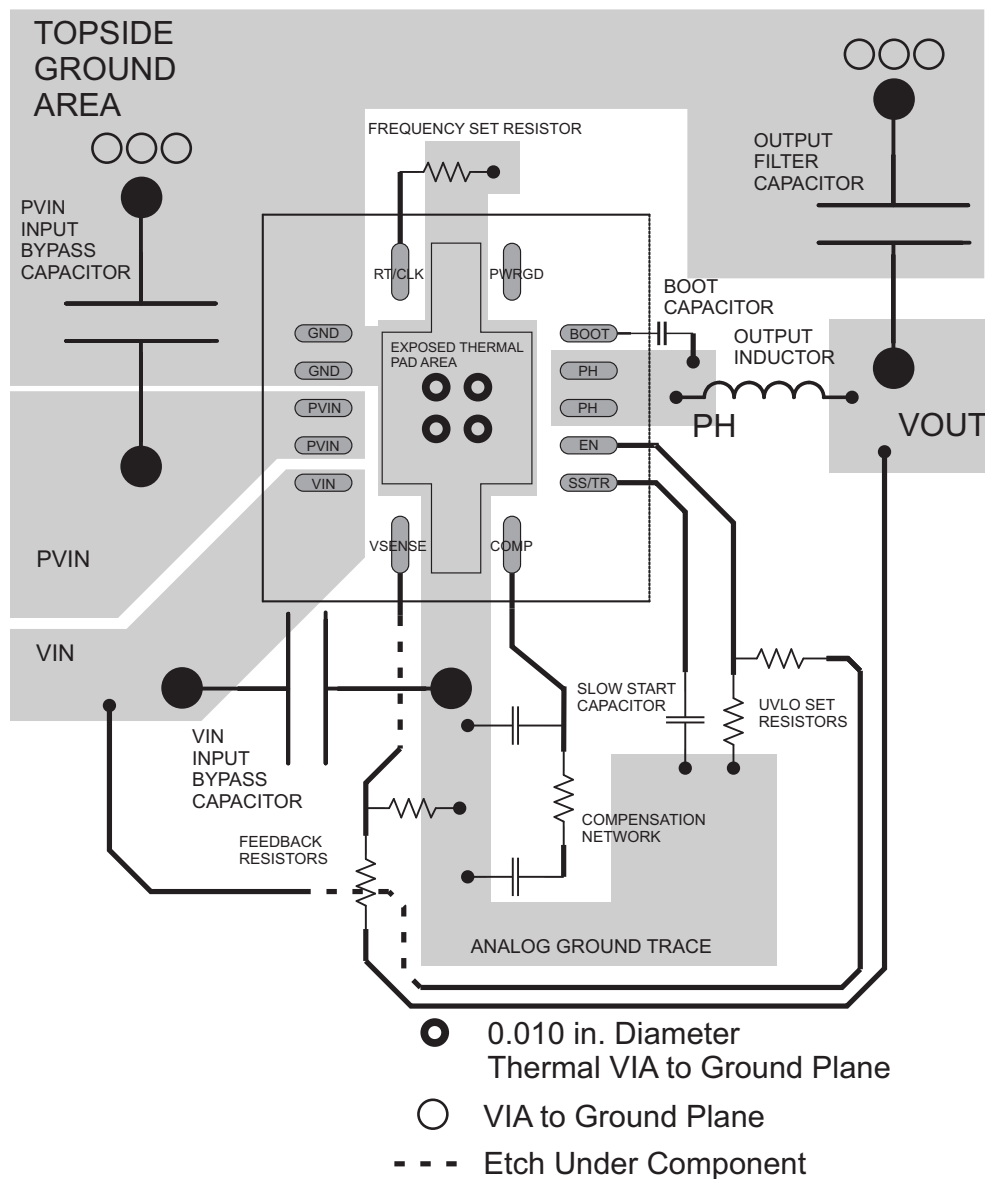 TOPSIDE
GROUND
AREA
FREQUENCY SET RESISTOR
OUTPUT
FILTER
CAPACITOR
PVIN
INPUT
BYPASS
CAPACITOR
RT/CLK
PWRGD
BOOT
CAPACITOR
GND
EXPOSED THERMAL
PAD AREA
BOOT
OUTPUT
INDUCTOR
GND
PH
PVIN
PH
PH
VOUT
PVIN
EN
VIN
SS/TR
VSENSE
COMP
PVIN
VIN
SLOW START
CAPACITOR
UVLO SET
RESISTORS
VIN
INPUT
BYPASS
CAPACITOR
COMPENSATION
NETWORK
FEEDBACK
RESISTORS
ANALOG GROUND TRACE
0.010 in. Diameter
Thermal VIA to Ground Plane
VIA to Ground Plane
Etch Under Component